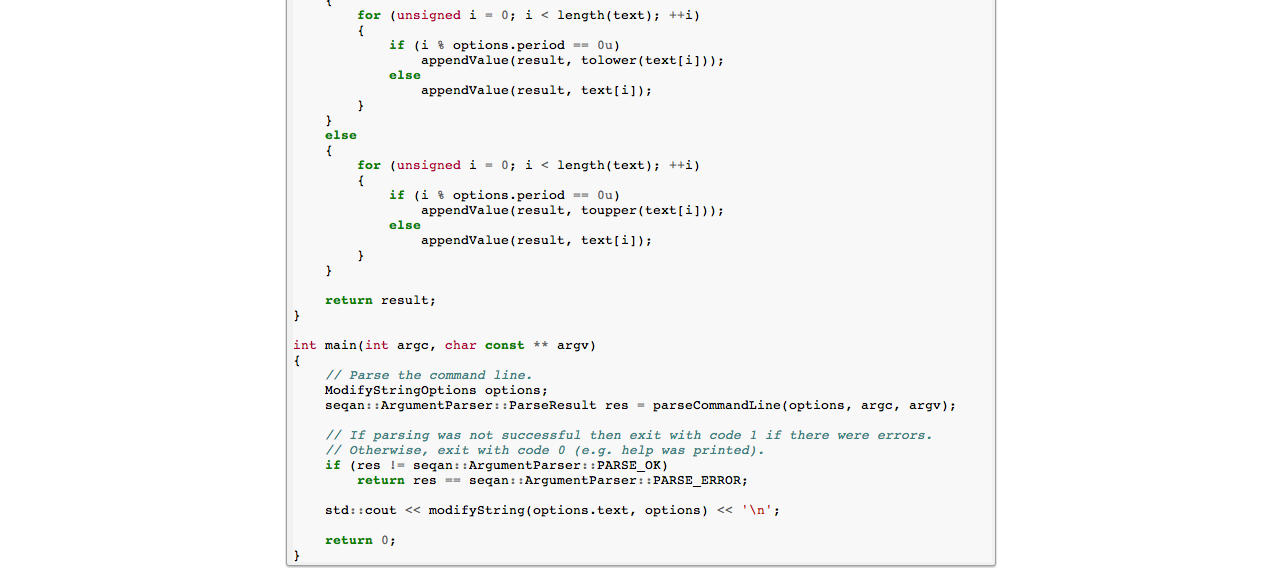 {
for (unsigned i = 0; i < length(text); ++i)
{
if (i % options.period == 0u)
appendValue(result, tolower(text[i]));
else
appendValue(result, text[i]);
}
}
else
{
for (unsigned i = 0; i < length(text); ++i)
{
if (i % options.period == 0u)
appendValue(result, toupper(text[i]));
else
appendValue(result, text[i]);
}
}
return result;
}
int main(int argc, char const ** argv)
{
// Parse the command line.
ModifyStringOptions options;
seqan::ArgumentParser::ParseResult res = parseCommandLine(options, argc, argv);
// If parsing was not successful then exit with code 1 if there were errors.
// Otherwise, exit with code 0 (e.g. help was printed).
if (res != seqan::ArgumentParser::PARSE_OK)
return res == seqan::ArgumentParser::PARSE_ERROR;
std::cout << modifyString(options.text, options) << '\n';
return 0;
}